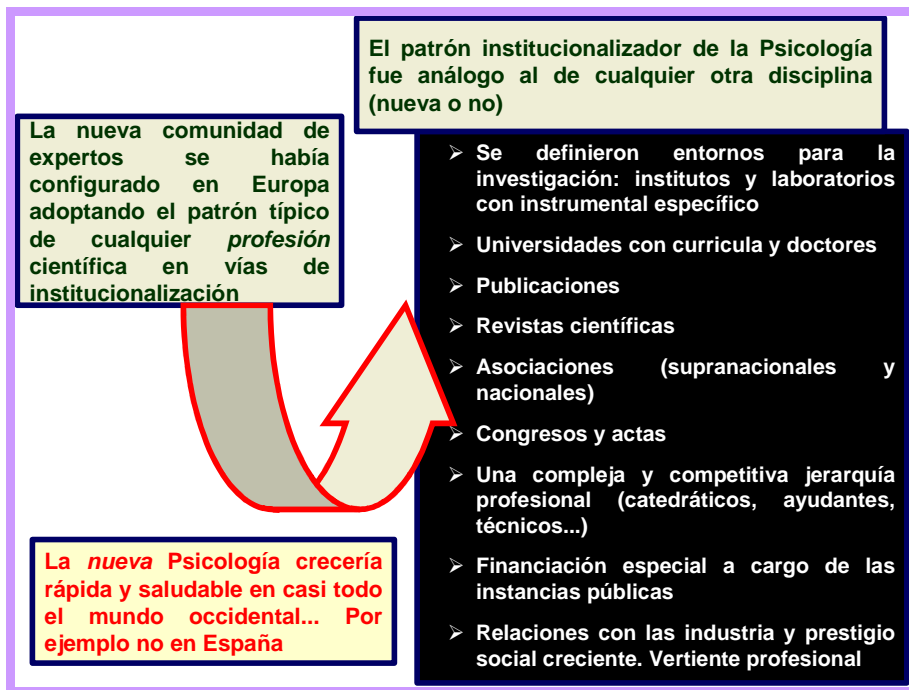 El patrón institucionalizador de la Psicología
fue análogo al de cualquier otra disciplina
(nueva o no)
La nueva comunidad de
expertos se había
configurado en Europa
adoptando el patrón típico
de cualquier profesión
científica en vías de
institucionalización
➢ Se definieron entornos para la
investigación: institutos y laboratorios
con instrumental específico
➢ Universidades con curricula y doctores
➢ Publicaciones
➢ Revistas científicas
➢ Asociaciones (supranacionales y
nacionales)
➢ Congresos y actas
➢ Una compleja y competitiva jerarquía
profesional (catedráticos, ayudantes,
técnicos...)
➢ Financiación especial a cargo de las
instancias públicas
➢ Relaciones con las industria y prestigio
social creciente. Vertiente profesional
La nueva Psicología crecería
rápida y saludable en casi todo
el mundo occidental... Por
ejemplo no en España